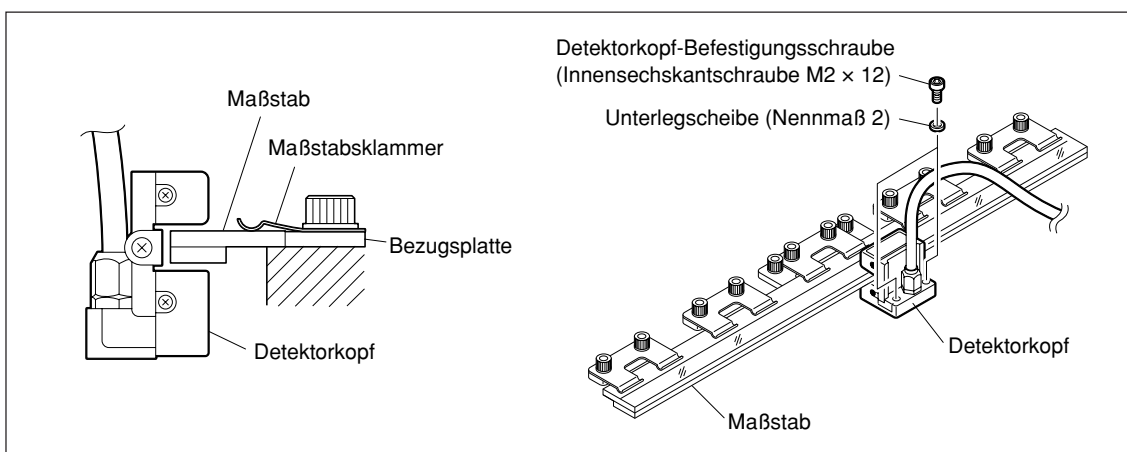 Maßstab
Maßstabsklammer
Bezugsplatte
Detektorkopf
Detektorkopf-Befestigungsschraube
(Innensechskantschraube M2 × 12)
Unterlegscheibe (Nennmaß 2)
Detektorkopf
Maßstab